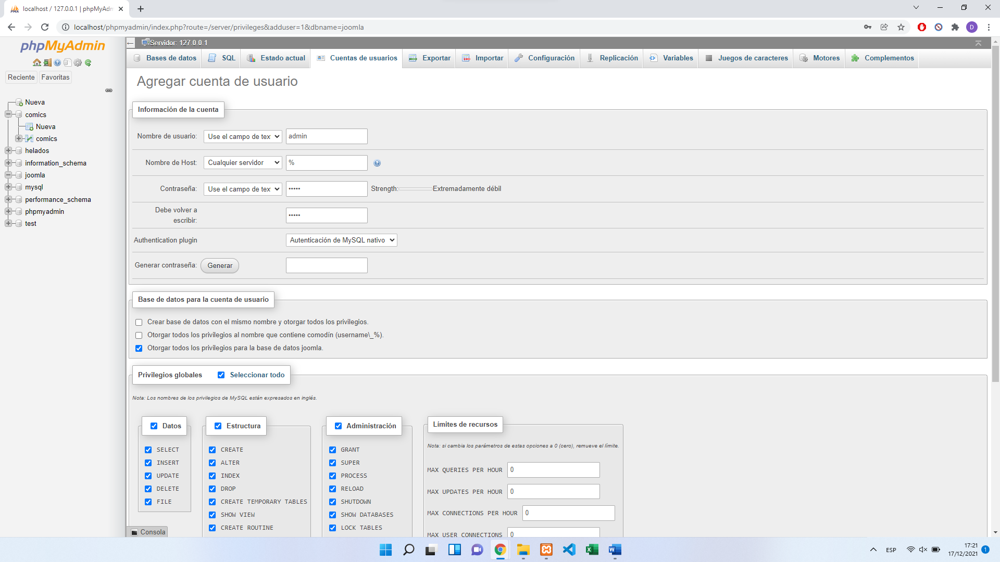 localhost / 127.0.0.1 | phpMyAdn
localhost/phpmyadmin/index.php?route=/server/privileges&adduser=1&dbname=joomla
D
phpMyAdmin
Reciente
Favoritas
Nueva
comics
Nueva
comics
helados
information_schema
joomla
mysql
performance_schema
phpmyadmin
test
Servidor: 127.0.0.1
Bases de datos
SQL
Estado actual
Cuentas de usuarios
Exportar
Importar
Configuración
Replicación
Variables
Juegos de caracteres
Motores
Complementos
Agregar cuenta de usuario
Información de la cuenta
Nombre de usuario: Use el campo de tex admin
Nombre de Host: Cualquier servidor %
Contraseña: Use el campo de tex ••••• Strength: Extremadamente débil
Debe volver a
escribir: •••••
Authentication plugin Autenticación de MySQL nativo
Generar contraseña: Generar
Base de datos para la cuenta de usuario
Crear base de datos con el mismo nombre y otorgar todos los privilegios.
Otorgar todos los privilegios al nombre que contiene comodín (username\_%).
Otorgar todos los privilegios para la base de datos joomla.
Privilegios globales Seleccionar todo
Nota: Los nombres de los privilegios de MySQL están expresados en inglés.
Datos
SELECT
INSERT
UPDATE
DELETE
FILE
Estructura
CREATE
ALTER
INDEX
DROP
CREATE TEMPORARY TABLES
SHOW VIEW
CREATE ROUTINE
Administración
GRANT
SUPER
PROCESS
RELOAD
SHUTDOWN
SHOW DATABASES
LOCK TABLES
Límites de recursos
Nota: si cambia los parámetros de estas opciones a 0 (cero), remueve el límite.
MAX QUERIES PER HOUR 0
MAX UPDATES PER HOUR 0
MAX CONNECTIONS PER HOUR 0
MAX USER CONNECTIONS 0
Consola
ESP
17:21
17/12/2021
1